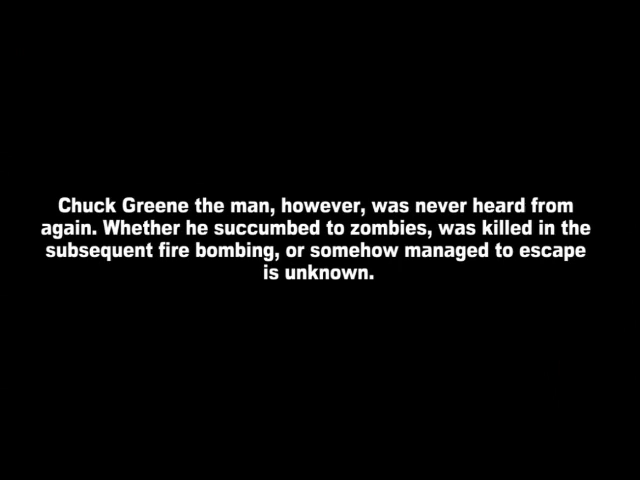 Chuck Greene the man, however, was never heard from
again. Whether he succumbed to zombies, was killed in the
subsequent fire bombing, or somehow managed to escape
is unknown.